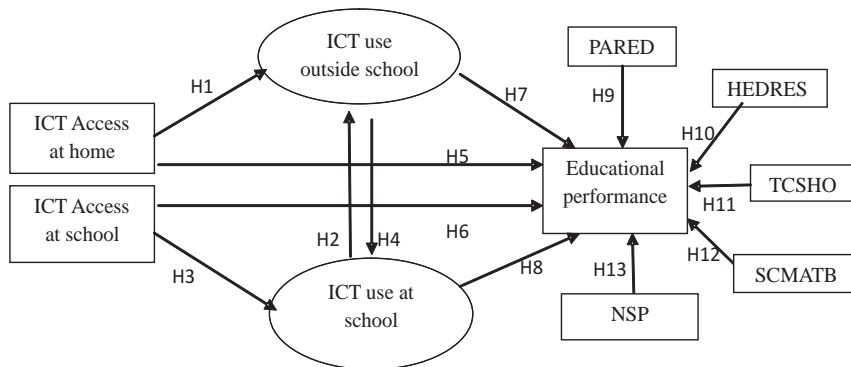 ICT use
outside school
PARED
H1
H7
H9
HEDRES
ICT Access
at home
H10
H5
Educational
performance
TCSHO
ICT Access
at school
H11
H2
H4
H6
H3
H8
H13
H12
SCMATB
ICT use at
school
NSP